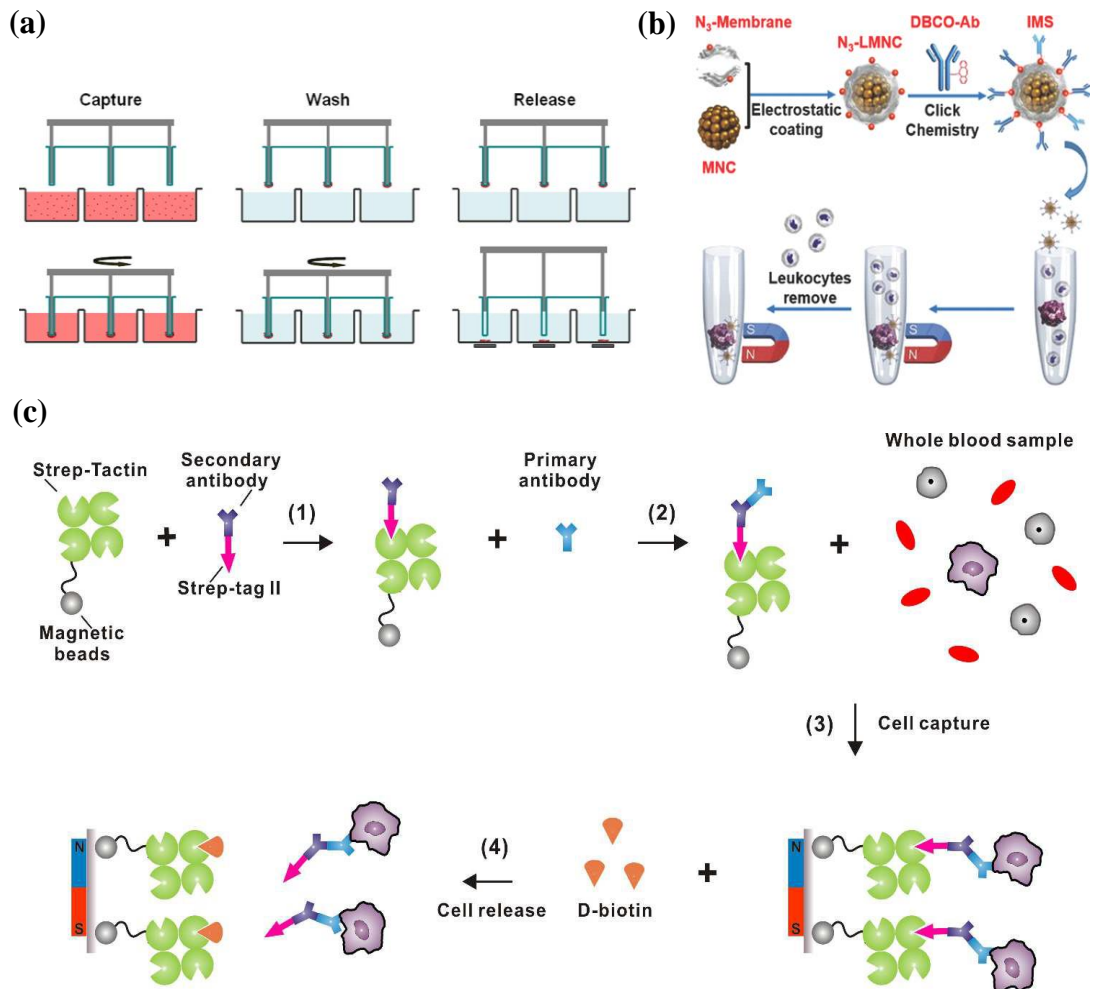 (a)
Capture
Wash
Release
(b)
N₃-Membrane
DBCO-Ab
IMS
N₃-LMNC
Electrostatic
coating
Click
Chemistry
MNC
Leukocytes
remove
S
N
S
N
(c)
Strep-Tactin
Secondary
antibody
Strep-tag II
Magnetic
beads
+
(1)
+
Primary
antibody
(2)
+
Whole blood sample
(3)
Cell capture
N
S
(4)
Cell release
D-biotin
+
N
S